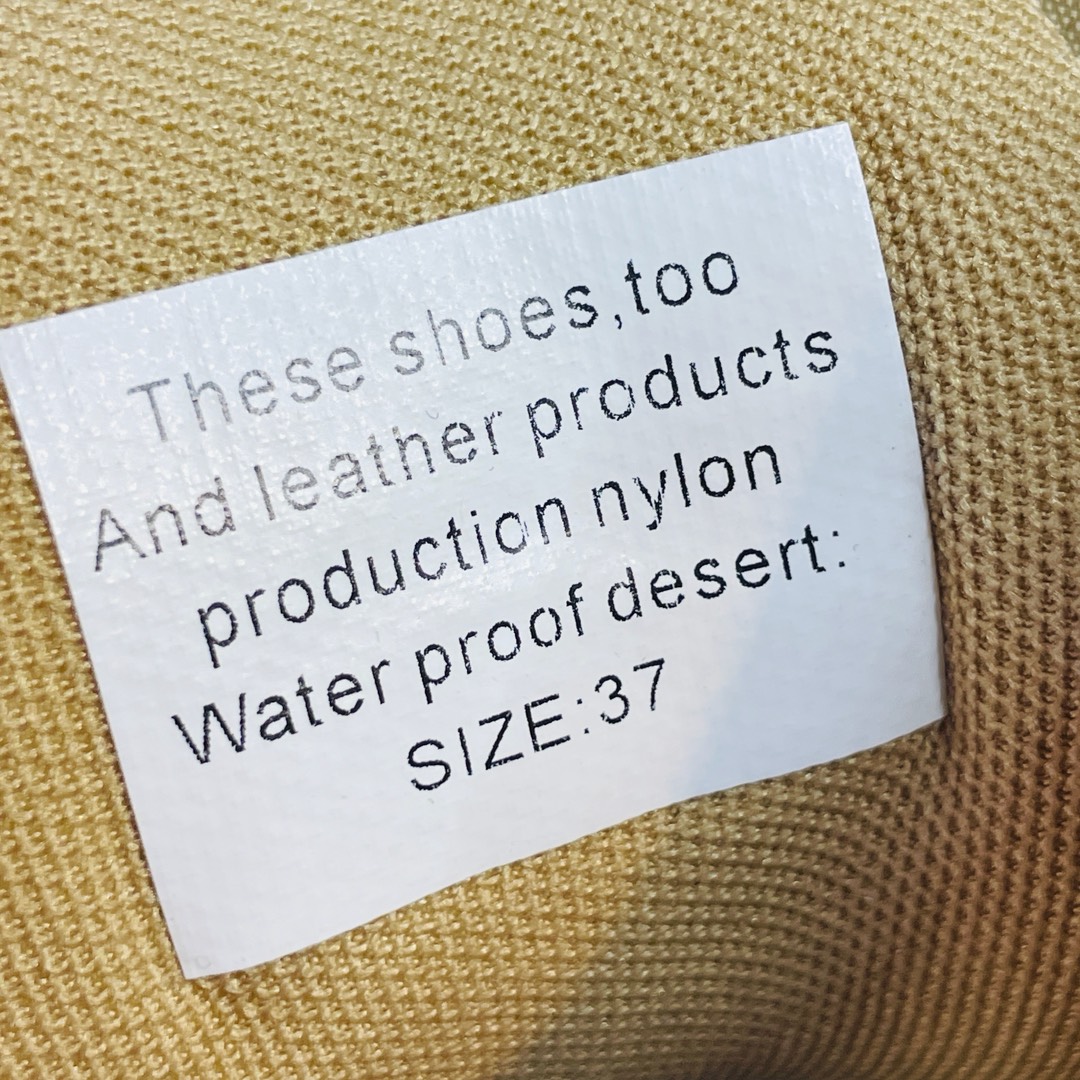 These shoes,too
And leather products
production nylon
Water proof desert:
SIZE:37